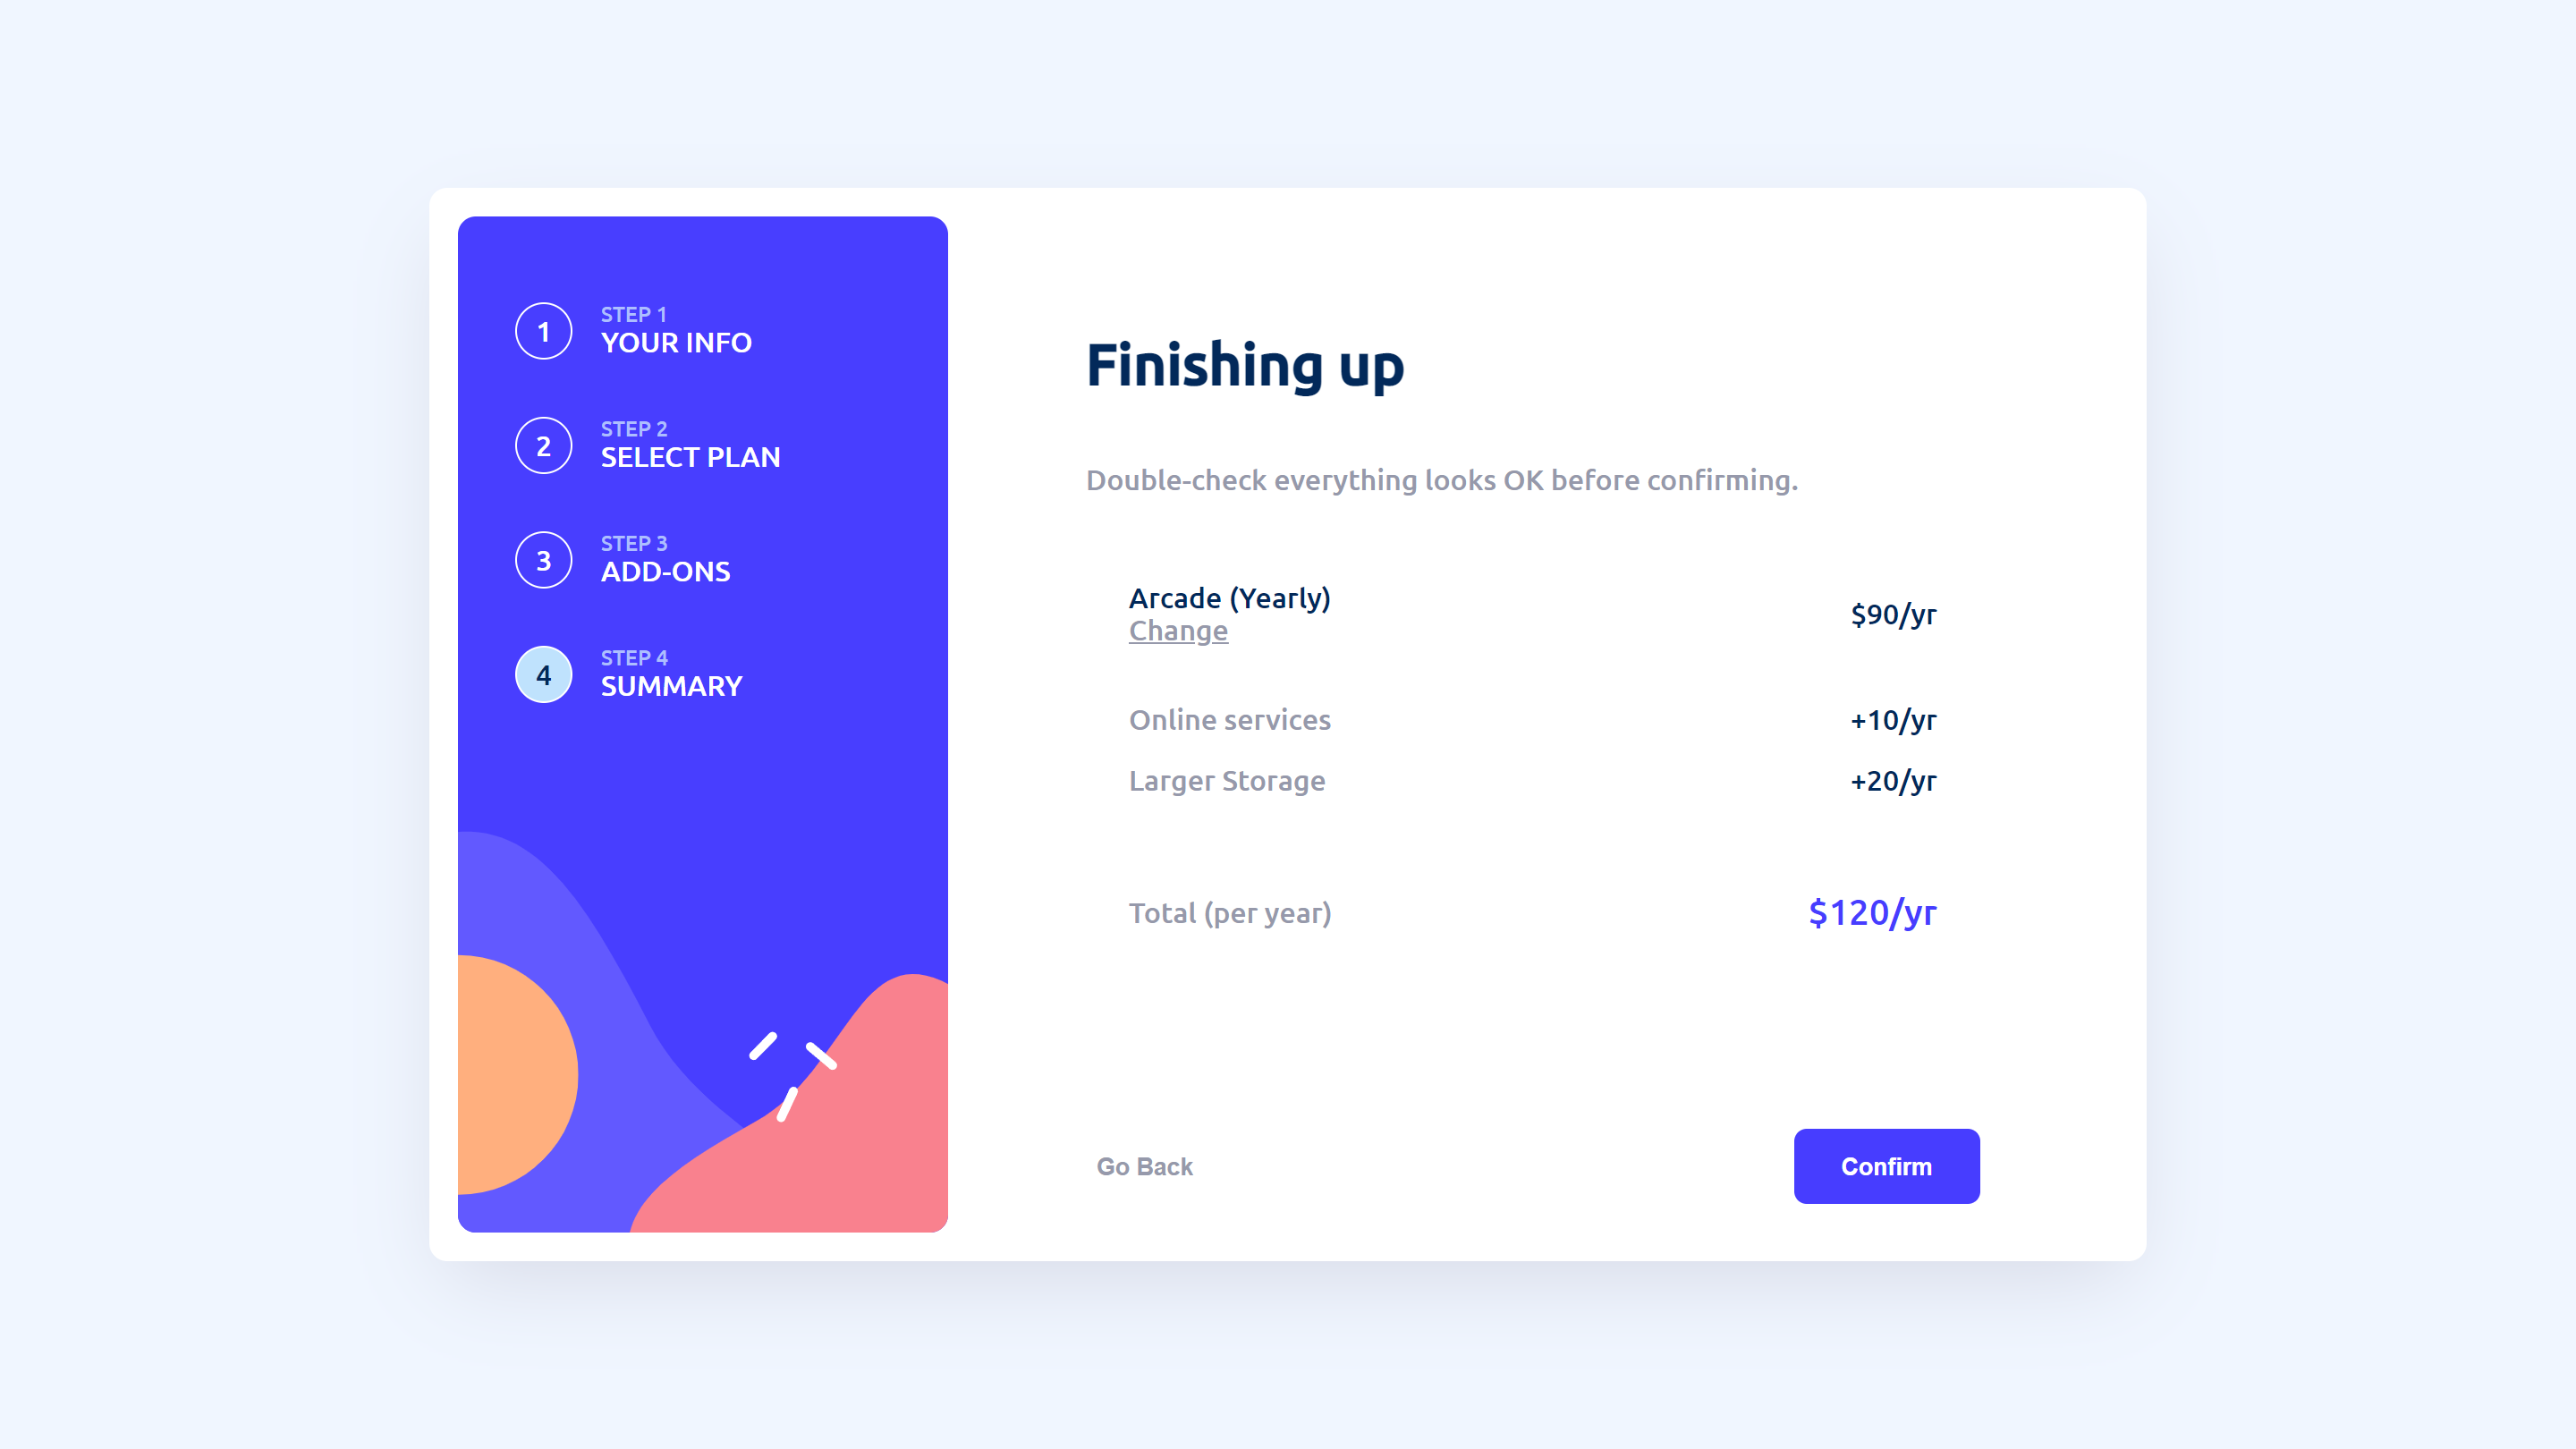 1
STEP 1
YOUR INFO
2
STEP 2
SELECT PLAN
3
STEP 3
ADD-ONS
4
STEP 4
SUMMARY
Finishing up
Double-check everything looks OK before confirming.
Arcade (Yearly)
Change
$90/yr
Online services +10/yr
Larger Storage +20/yr
Total (per year) $120/yr
Go Back Confirm